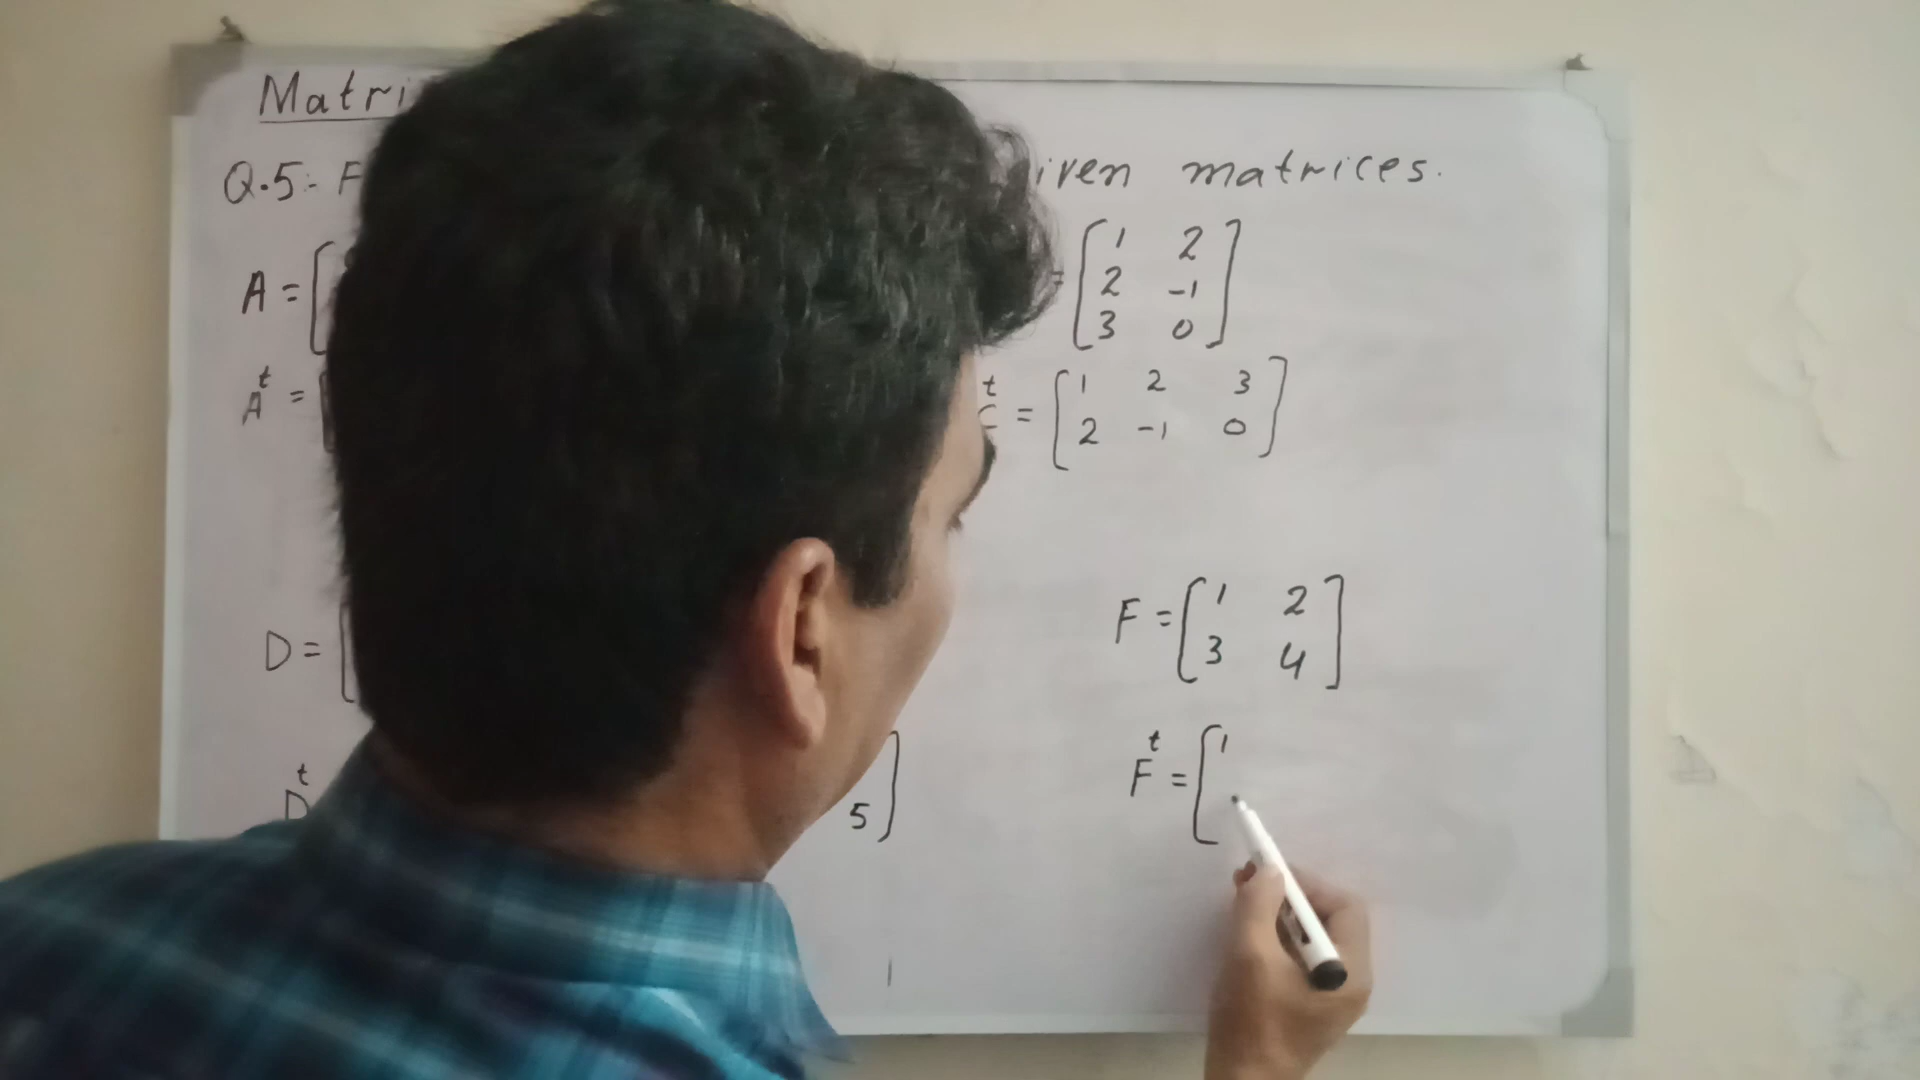 Matri
Q.5:- F iven matrices.
A = [ = [ 1 2
2 -1
3 0 ]
A^t = [ C^t = [ 1 2 3
2 -1 0 ]
D = [ F = [ 1 2
3 4 ]
D^t 5 ] F^t = [ 1